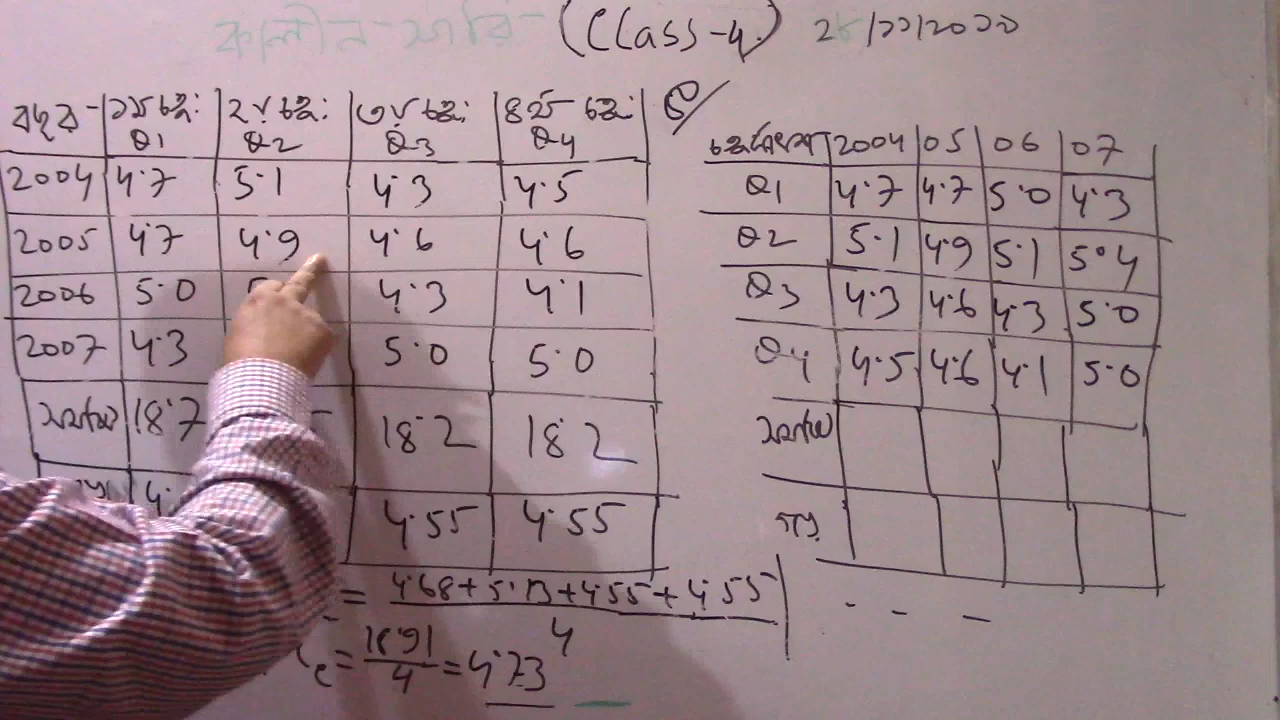 কালীন সারি (Class-4) ২৮/১১/২০২০
বছর ১ম ত্রৈ: ২য় ত্রৈ: ৩য় ত্রৈ: ৪র্থ ত্রৈ:
Q1 Q2 Q3 Q4
2004 4.7 5.1 4.3 4.5
2005 4.7 4.9 4.6 4.6
2006 5.0 5 4.3 4.1
2007 4.3 5.0 5.0
সমষ্টি 18.7 18.2 18.2
4. 4.55 4.55
= 4.68+5.13+4.55+4.55
4
= 18.91 / 4 = 4.73
2004 05 06 07
Q1 4.7 4.7 5.0 4.3
Q2 5.1 4.9 5.1 5.4
Q3 4.3 4.6 4.3 5.0
Q4 4.5 4.6 4.1 5.0
সমষ্টি
গড়